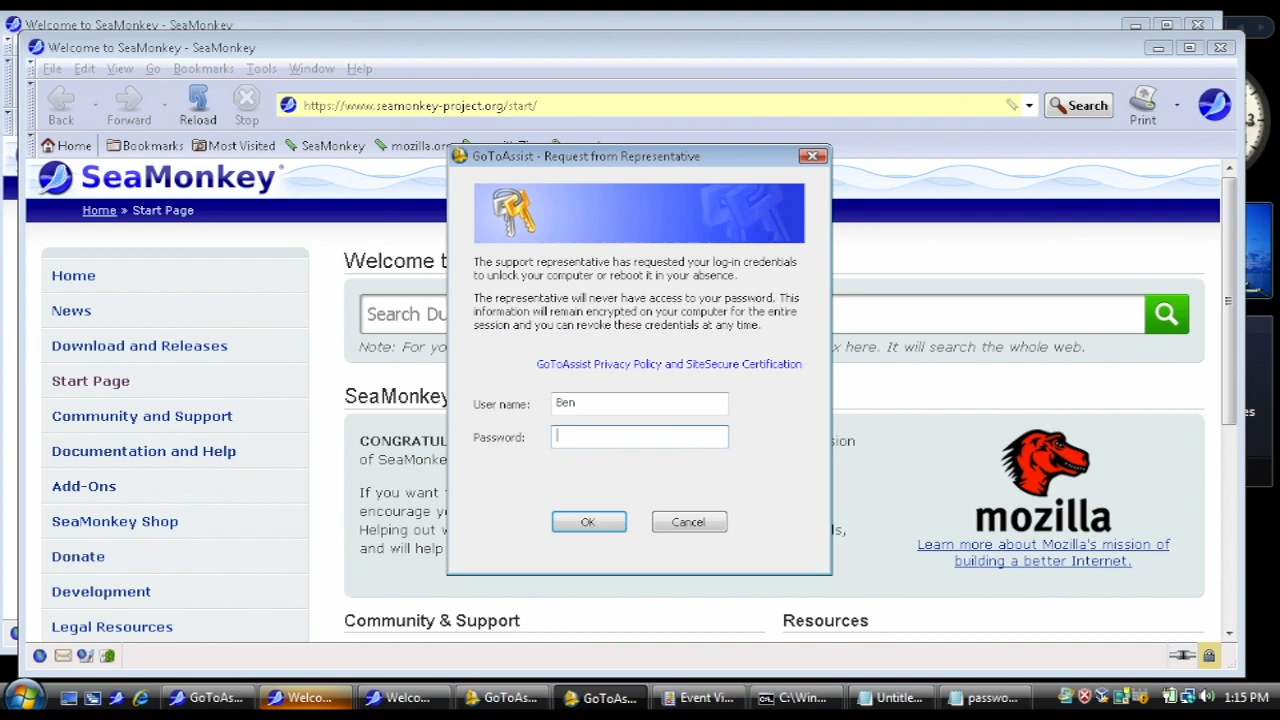 Welcome to SeaMonkey - SeaMonkey
Welcome to SeaMonkey - SeaMonkey
File Edit View Go Bookmarks Tools Window Help
https://www.seamonkey-project.org/start/
Search
Back Forward Reload Stop Print
Home Bookmarks Most Visited SeaMonkey mozilla.org
GoToAssist - Request from Representative
SeaMonkey
Home » Start Page
The support representative has requested your log-in credentials
to unlock your computer or reboot it in your absence.
The representative will never have access to your password. This
information will remain encrypted on your computer for the entire
session and you can revoke these credentials at any time.
GoToAssist Privacy Policy and SiteSecure Certification
User name: Ben
Password:
OK Cancel
Home
News
Download and Releases
Start Page
Community and Support
Documentation and Help
Add-Ons
SeaMonkey Shop
Donate
Development
Legal Resources
Welcome t
Search Du
Note: For yo
x here. It will search the whole web.
SeaMonkey
CONGRATUL
sion
of SeaMonke
If you want
encourage yo
Helping out w
ls,
and will help
mozilla
Learn more about Mozilla's mission of
building a better Internet.
Community & Support
Resources
es
GoToAs... Welco... Welco... GoToAs... GoToAs... Event Vi... C:\Win... Untitle... passwo... 1:15 PM